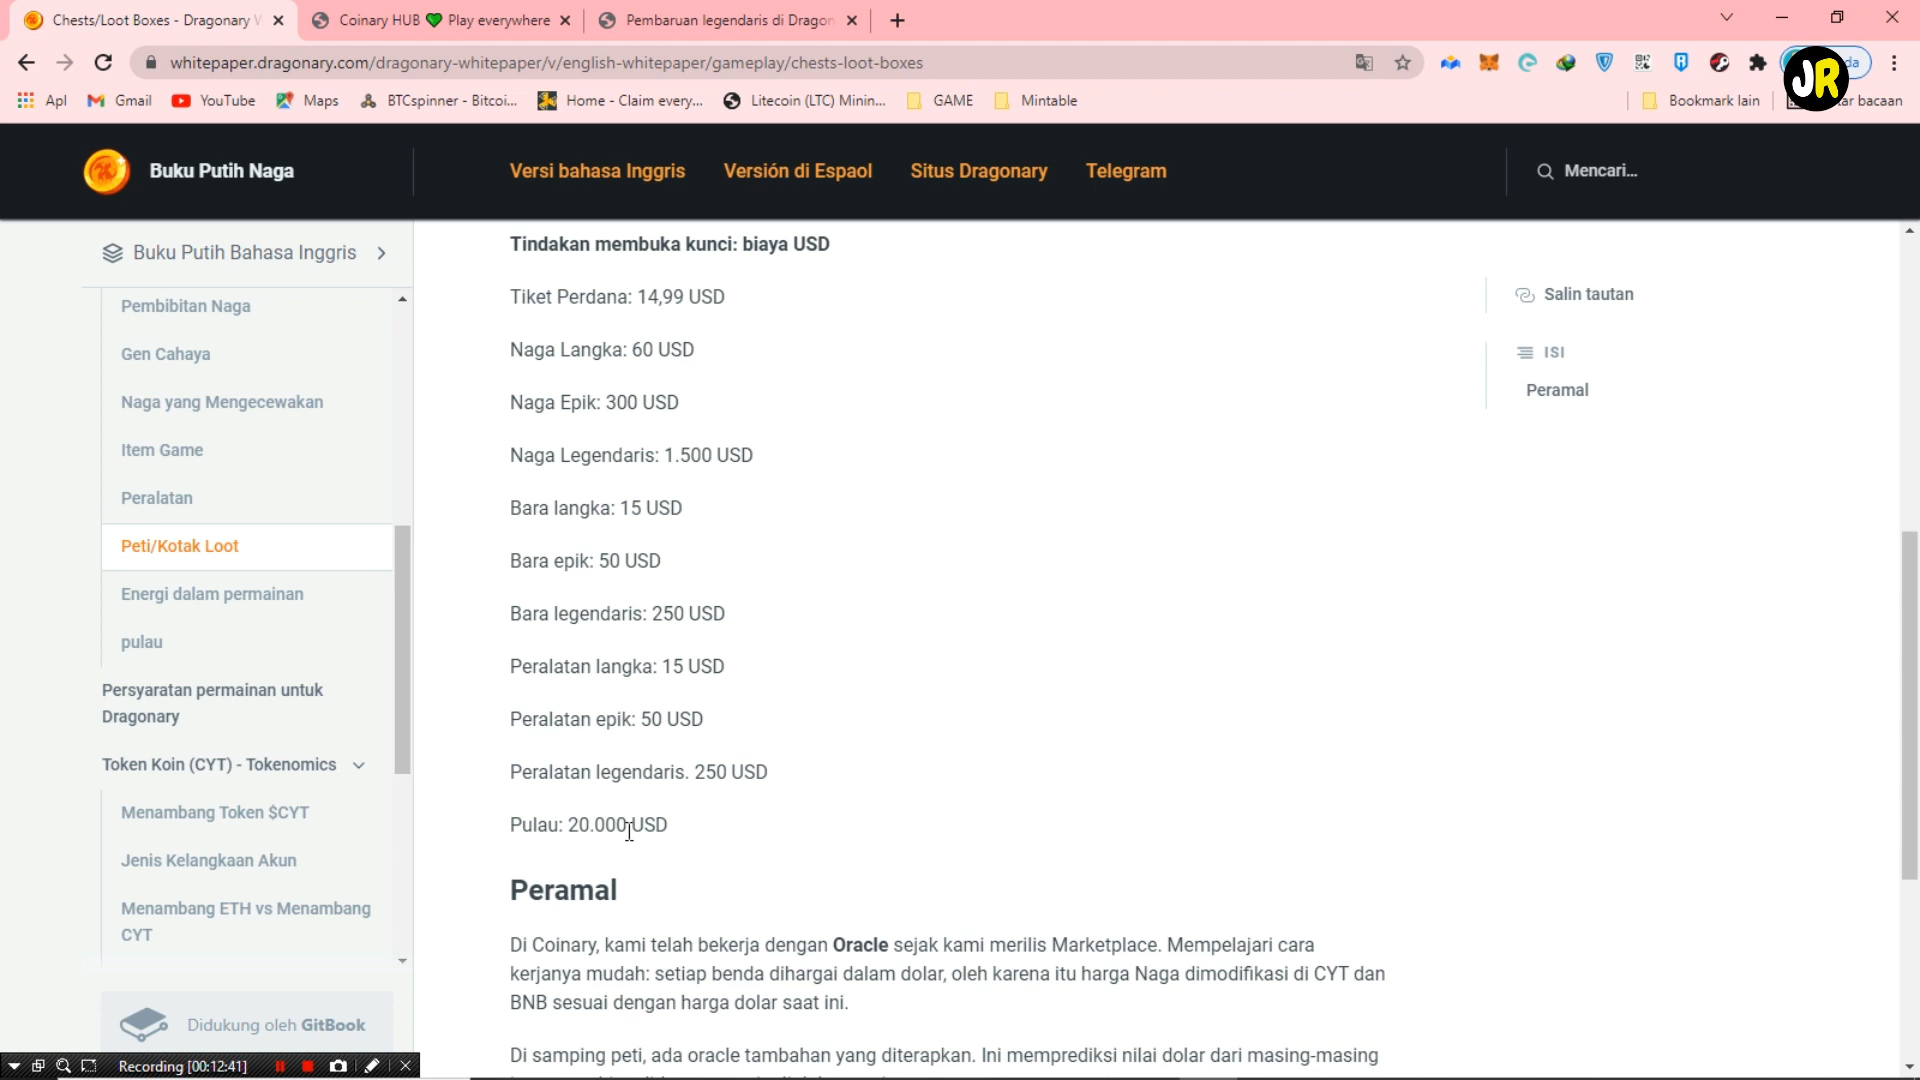 Chests/Loot Boxes - Dragonary W
Coinary HUB 💚 Play everywhere
Pembaruan legendaris di Dragon
whitepaper.dragonary.com/dragonary-whitepaper/v/english-whitepaper/gameplay/chests-loot-boxes
JR
da
Apl
Gmail
YouTube
Maps
BTCspinner - Bitcoi...
Home - Claim every...
Litecoin (LTC) Minin...
GAME
Mintable
Bookmark lain
tar bacaan
Buku Putih Naga
Versi bahasa Inggris
Versión di Espaol
Situs Dragonary
Telegram
Mencari...
Buku Putih Bahasa Inggris
Pembibitan Naga
Gen Cahaya
Naga yang Mengecewakan
Item Game
Peralatan
Peti/Kotak Loot
Energi dalam permainan
pulau
Persyaratan permainan untuk
Dragonary
Token Koin (CYT) - Tokenomics
Menambang Token $CYT
Jenis Kelangkaan Akun
Menambang ETH vs Menambang
CYT
Didukung oleh GitBook
Tindakan membuka kunci: biaya USD
Tiket Perdana: 14,99 USD
Naga Langka: 60 USD
Naga Epik: 300 USD
Naga Legendaris: 1.500 USD
Bara langka: 15 USD
Bara epik: 50 USD
Bara legendaris: 250 USD
Peralatan langka: 15 USD
Peralatan epik: 50 USD
Peralatan legendaris. 250 USD
Pulau: 20.000 USD
Peramal
Di Coinary, kami telah bekerja dengan Oracle sejak kami merilis Marketplace. Mempelajari cara
kerjanya mudah: setiap benda dihargai dalam dolar, oleh karena itu harga Naga dimodifikasi di CYT dan
BNB sesuai dengan harga dolar saat ini.
Di samping peti, ada oracle tambahan yang diterapkan. Ini memprediksi nilai dolar dari masing-masing
Salin tautan
ISI
Peramal
Recording [00:12:41]